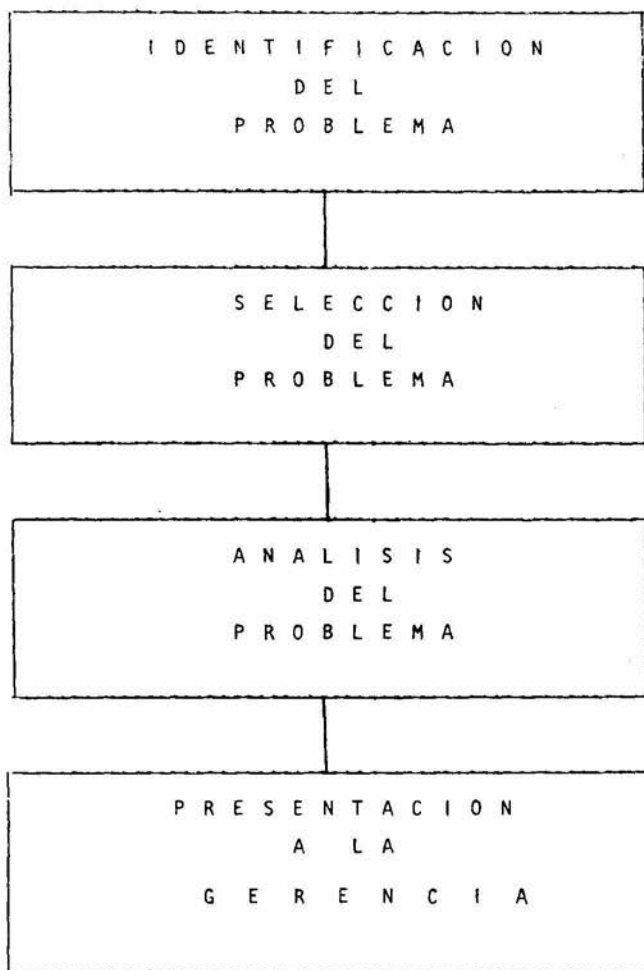 IDENTIFICACION
DEL
PROBLEMA
SELECCION
DEL
PROBLEMA
ANALISIS
DEL
PROBLEMA
PRESENTACION
A LA
GERENCIA